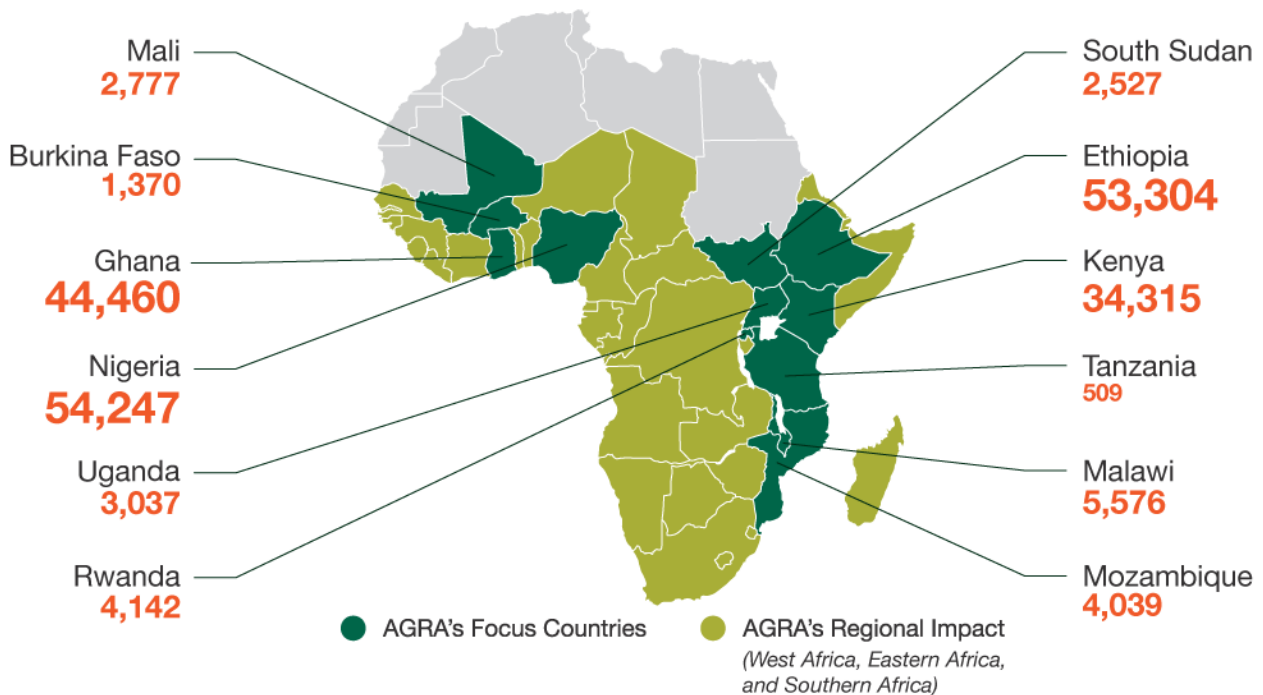 Mali
2,777
Burkina Faso
1,370
Ghana
44,460
Nigeria
54,247
Uganda
3,037
Rwanda
4,142
South Sudan
2,527
Ethiopia
53,304
Kenya
34,315
Tanzania
509
Malawi
5,576
Mozambique
4,039
AGRA's Focus Countries
AGRA's Regional Impact
(West Africa, Eastern Africa,
and Southern Africa)